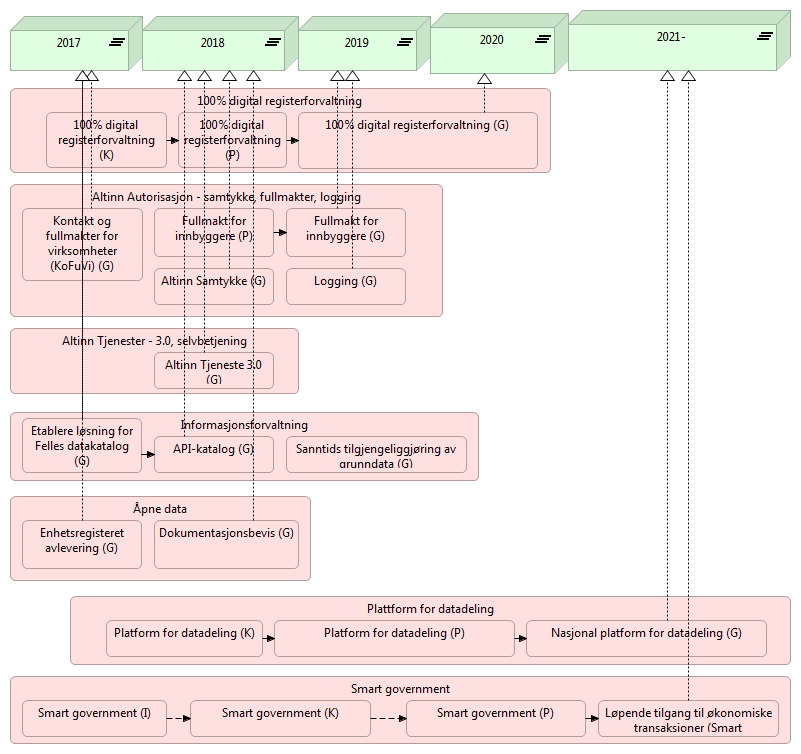 2017
2018
2019
2020
2021-
100% digital registerforvaltning
100% digital
registerforvaltning
(K)
100% digital
registerforvaltning
(P)
100% digital registerforvaltning (G)
Altinn Autorisasjon - samtykke, fullmakter, logging
Kontakt og
fullmakter for
virksomheter
(KoFuVi) (G)
Fullmakt for
innbyggere (P)
Fullmakt for
innbyggere (G)
Altinn Samtykke (G)
Logging (G)
Altinn Tjenester - 3.0, selvbetjening
Altinn Tjeneste 3.0
(G)
Informasjonsforvaltning
Etablere løsning for
Felles datakatalog
(G)
API-katalog (G)
Sanntids tilgjengeliggjøring av
grunndata (G)
Åpne data
Enhetsregisteret
avlevering (G)
Dokumentasjonsbevis (G)
Plattform for datadeling
Platform for datadeling (K)
Platform for datadeling (P)
Nasjonal platform for datadeling (G)
Smart government
Smart government (I)
Smart government (K)
Smart government (P)
Løpende tilgang til økonomiske
transaksjoner (Smart